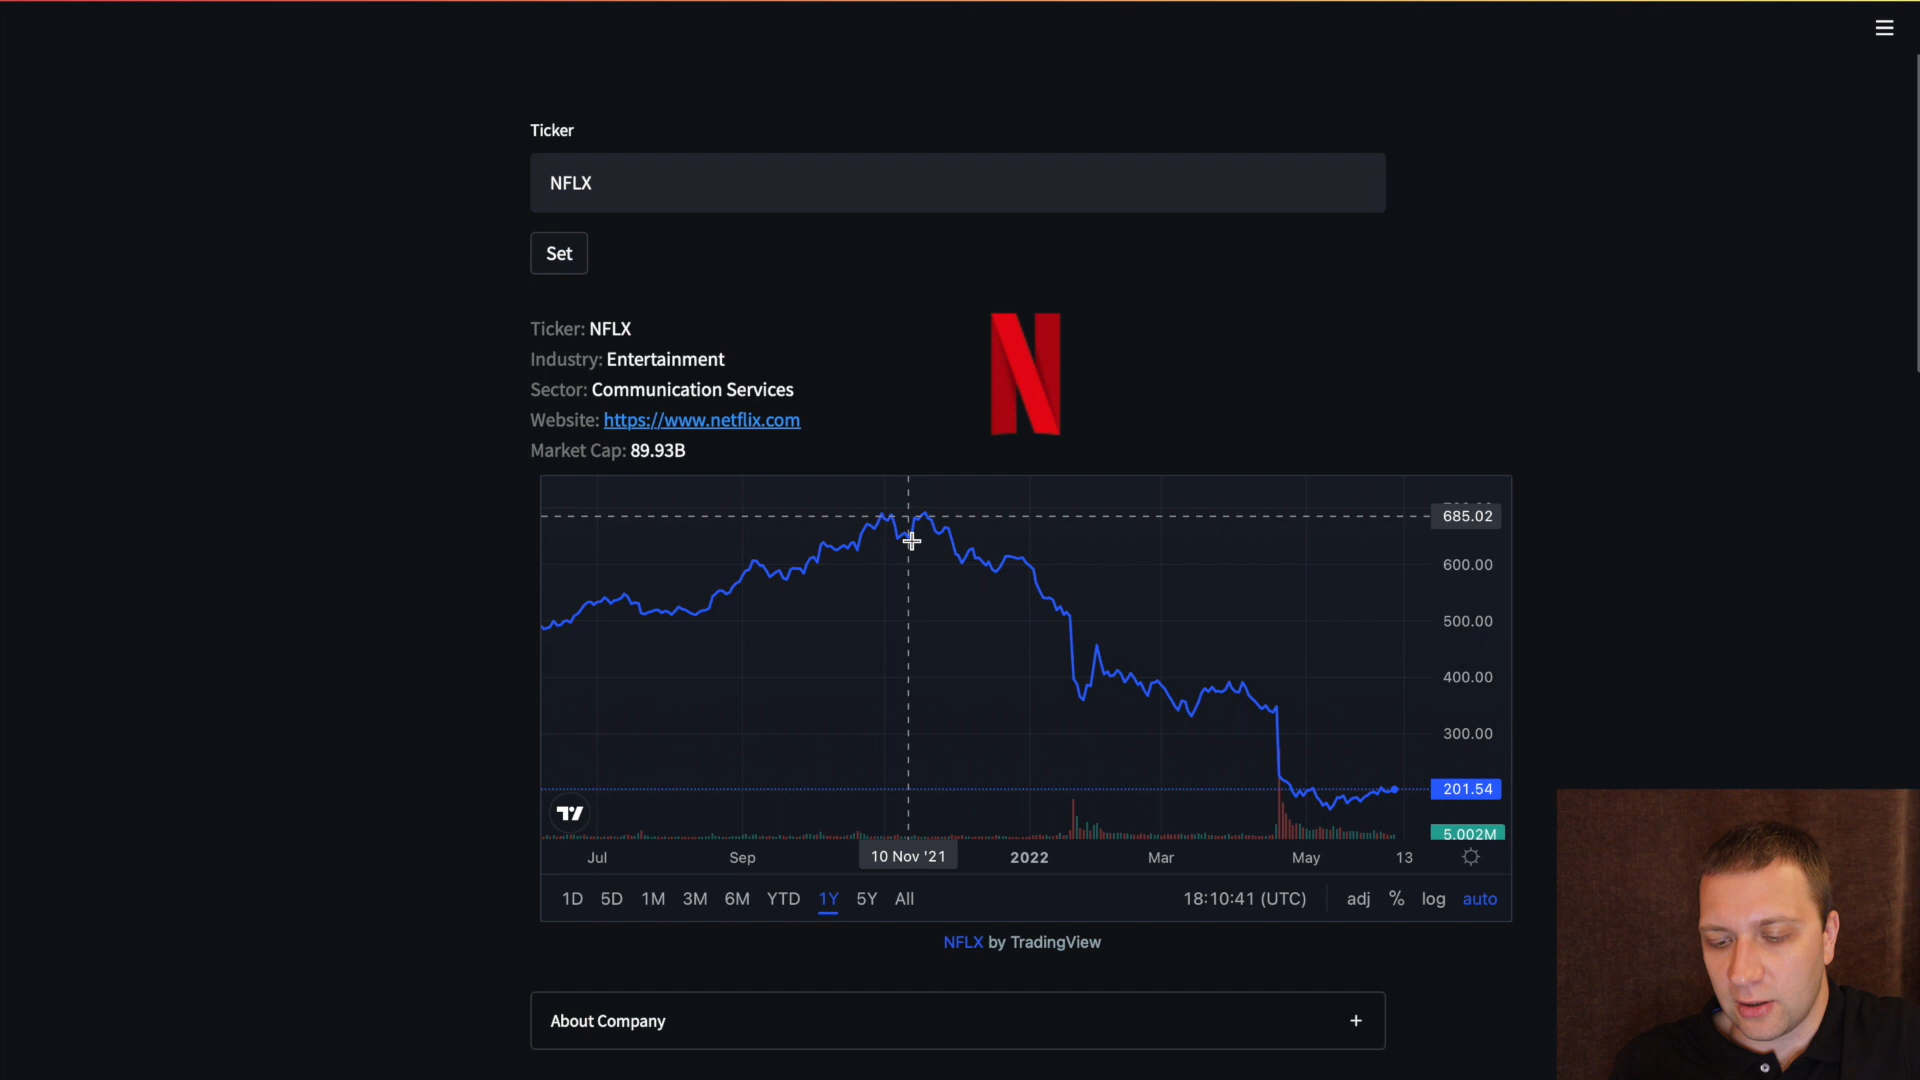 Ticker
NFLX
Set
Ticker: NFLX
Industry: Entertainment
Sector: Communication Services
Website: https://www.netflix.com
Market Cap: 89.93B
685.02
600.00
500.00
400.00
300.00
201.54
5.002M
Jul Sep 10 Nov '21 2022 Mar May 13
1D 5D 1M 3M 6M YTD 1Y 5Y All 18:10:41 (UTC) adj % log auto
NFLX by TradingView
About Company +